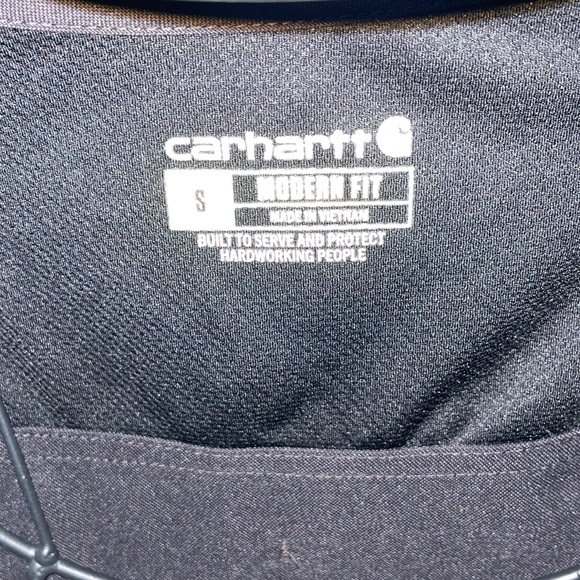 carhartt
S MODERN FIT
MADE IN VIETNAM
BUILT TO SERVE AND PROTECT
HARDWORKING PEOPLE